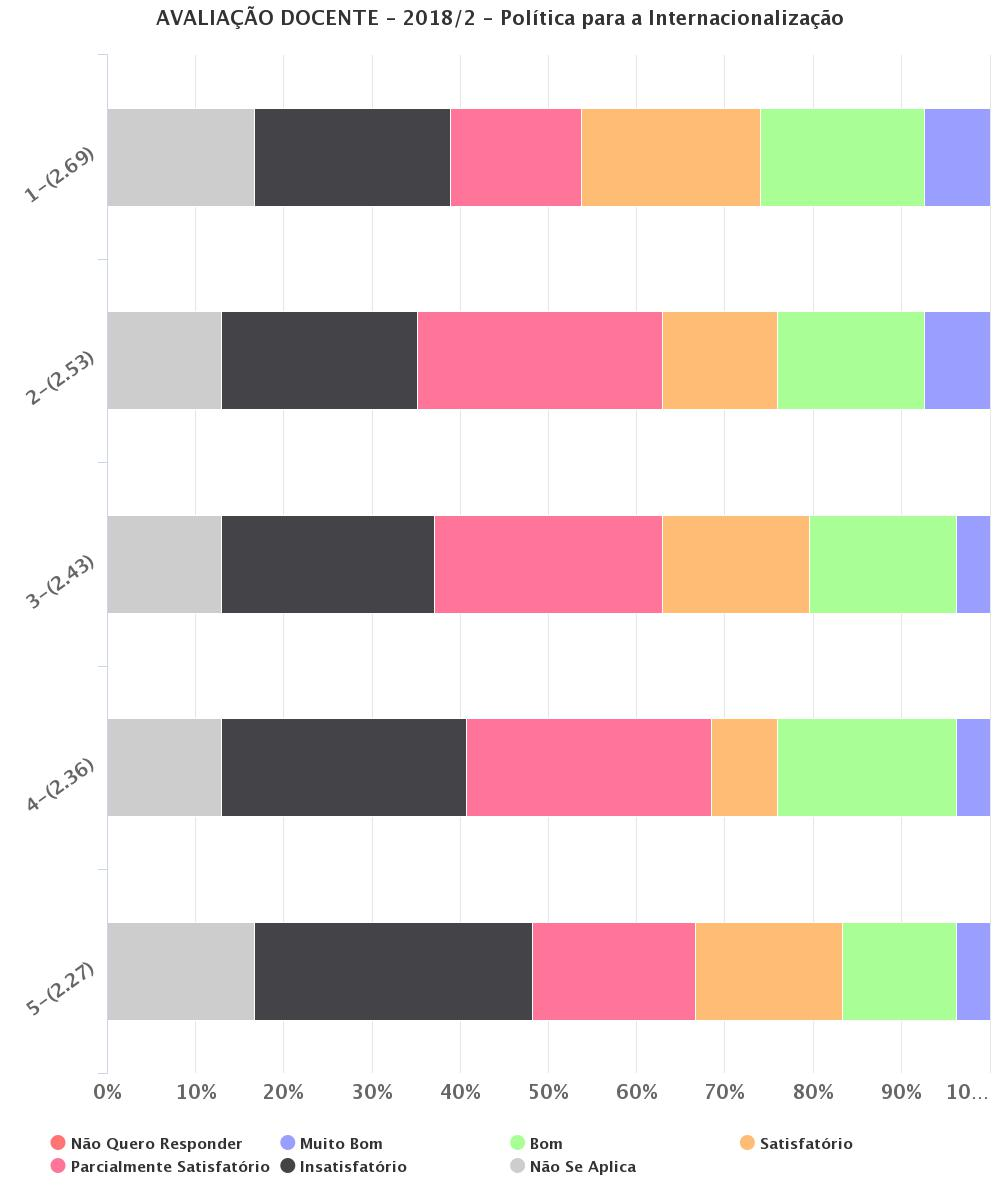 AVALIAÇÃO DOCENTE – 2018/2 – Política para a Internacionalização
1–(2.69)
2–(2.53)
3–(2.43)
4–(2.36)
5–(2.27)
0% 10% 20% 30% 40% 50% 60% 70% 80% 90% 10…
Não Quero Responder Muito Bom Bom Satisfatório
Parcialmente Satisfatório Insatisfatório Não Se Aplica